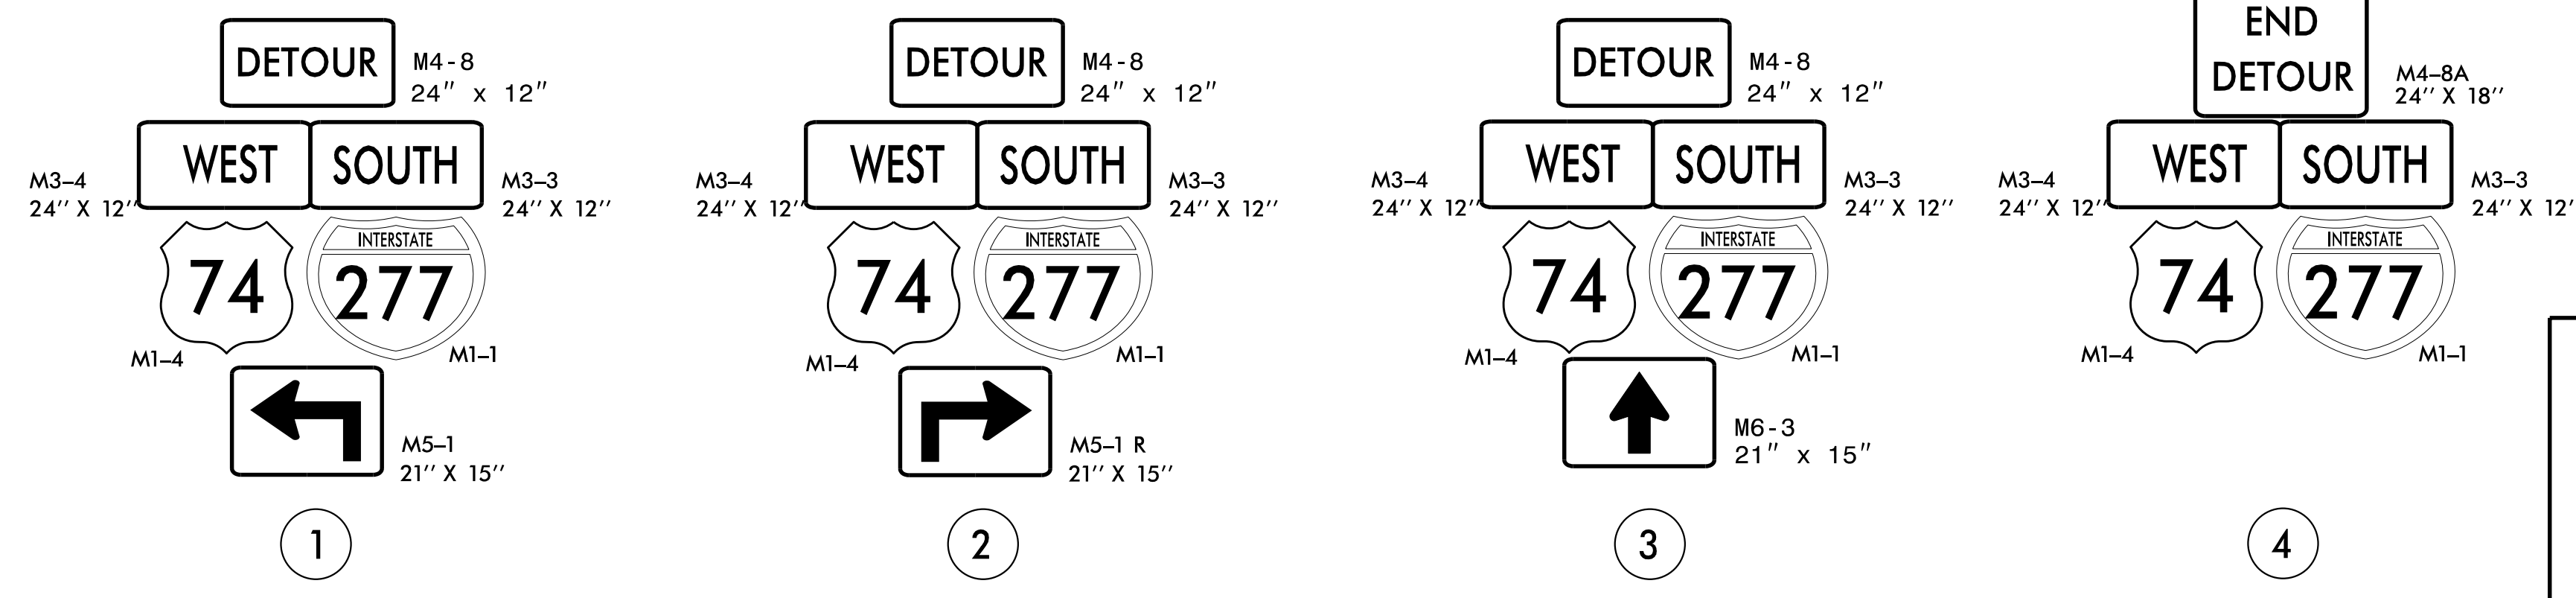 DETOUR
M4-8
24" x 12"
WEST
SOUTH
M3-4
24" X 12"
M3-3
24" X 12"
74
INTERSTATE
277
M1-4
M1-1
M5-1
21" X 15"
1
DETOUR
M4-8
24" x 12"
WEST
SOUTH
M3-4
24" X 12"
M3-3
24" X 12"
74
INTERSTATE
277
M1-4
M1-1
M5-1 R
21" X 15"
2
DETOUR
M4-8
24" x 12"
WEST
SOUTH
M3-4
24" X 12"
M3-3
24" X 12"
74
INTERSTATE
277
M1-4
M1-1
M6-3
21" x 15"
3
END
DETOUR
M4-8A
24" X 18"
WEST
SOUTH
M3-4
24" X 12"
M3-3
24" X 12'
74
INTERSTATE
277
M1-4
M1-1
4